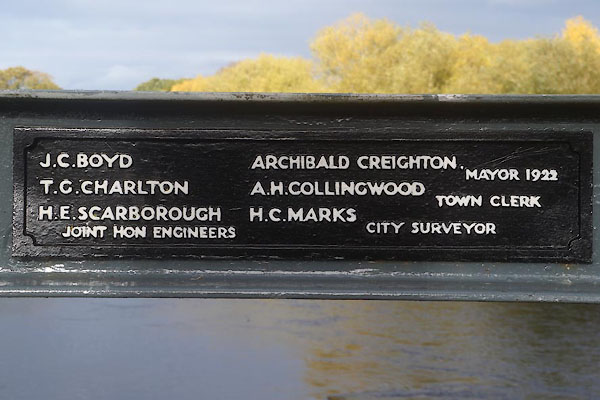 J.C.BOYD
T.G.CHARLTON
H.E.SCARBOROUGH
JOINT HON ENGINEERS
ARCHIBALD CREIGHTON. MAYOR 1922
A.H.COLLINGWOOD TOWN CLERK
H.C.MARKS CITY SURVEYOR